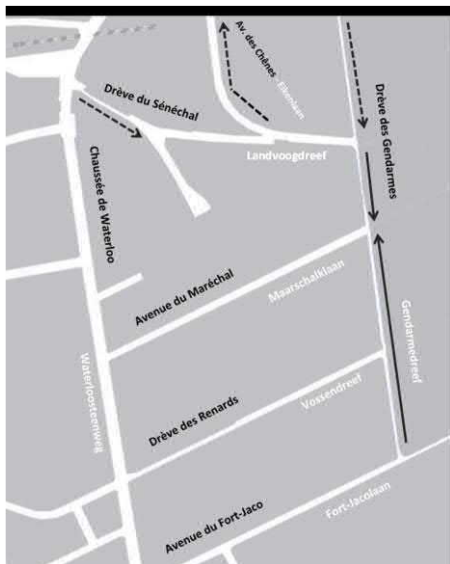 Av. des Chênes
Eikenlaan
Drève du Sénéchal
Landvoogdreef
Drève des Gendarmes
Chaussée de Waterloo
Avenue du Maréchal
Maarschalklaan
Gendarmedreef
Waterloosteenweg
Drève des Renards
Vossendreef
Avenue du Fort-Jaco
Fort-Jacolaan